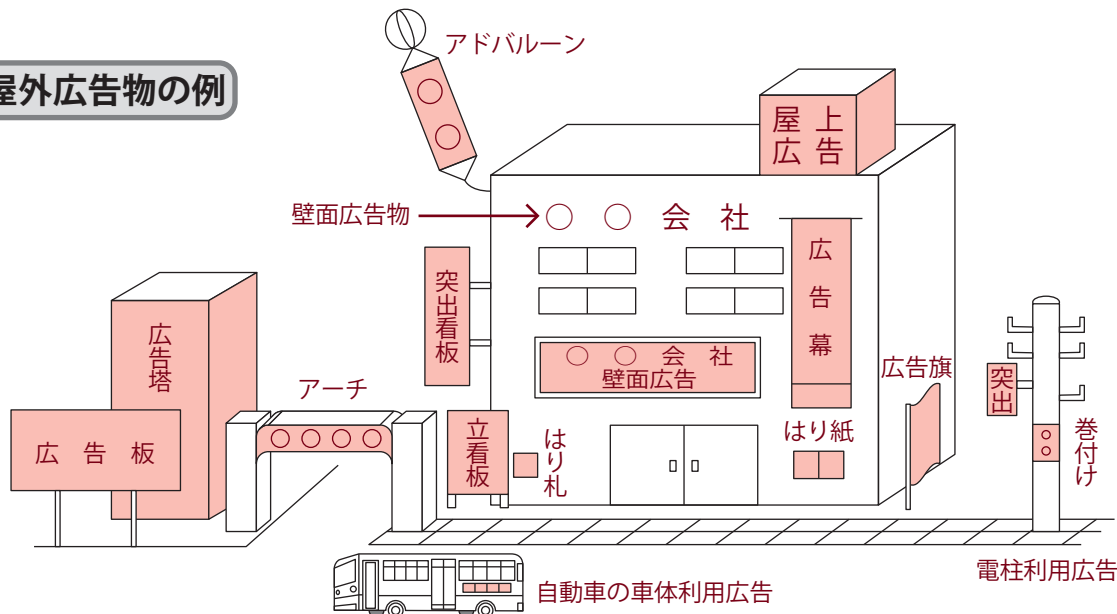 屋外広告物の例
アドバルーン
屋上
広告
壁面広告物
○ ○ 会 社
広告幕
突出看板
○ ○ 会 社
壁面広告
広告塔
アーチ
○○○○
広告板
立看板
はり札
はり紙
広告旗
突出
巻付け
電柱利用広告
自動車の車体利用広告